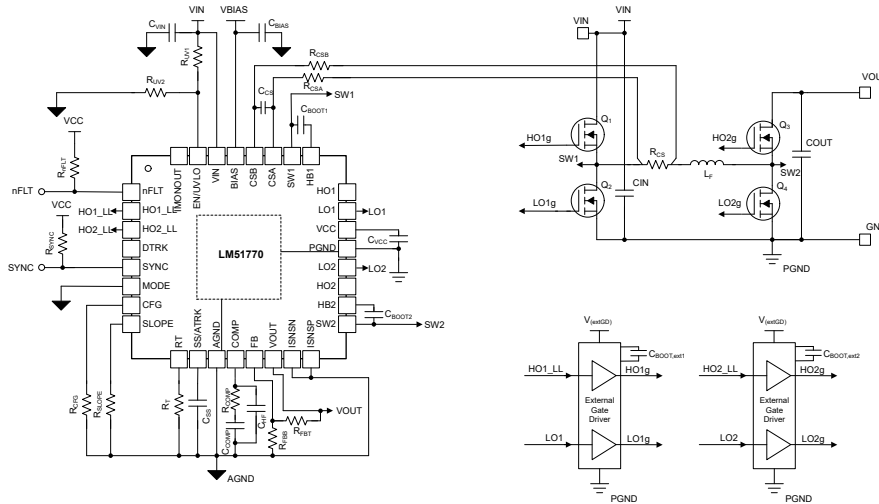 VIN
VBIAS
CVIN
CBIAS
RUV1
RUV2
RCSB
RCSA
CCS
SW1
CBOOT1
VCC
RnFLT
nFLT
HO1_LL
HO2_LL
VCC
RSYNC
SYNC
IMONOUT
EN/UVLO
VIN
BIAS
CSB
CSA
SW1
HB1
nFLT
HO1_LL
HO2_LL
DTRK
SYNC
MODE
CFG
SLOPE
LM51770
HO1
LO1
VCC
PGND
LO2
HO2
HB2
SW2
LO1
CVCC
LO2
CBOOT2
SW2
RT
SS/ATRK
AGND
COMP
FB
VOUT
ISNSN
ISNSP
RCFG
RSLOPE
RT
CSS
RCOMP
CCOMP
CHF
RFBB
RFBT
VOUT
AGND
VIN
VIN
VOUT
Q1
HO1g
SW1
Q2
LO1g
CIN
RCS
LF
Q3
HO2g
SW2
Q4
LO2g
COUT
GND
PGND
V(extGD)
CBOOT,ext1
HO1_LL
HO1g
External
Gate
Driver
LO1
LO1g
PGND
V(extGD)
CBOOT,ext2
HO2_LL
HO2g
External
Gate
Driver
LO2
LO2g
PGND